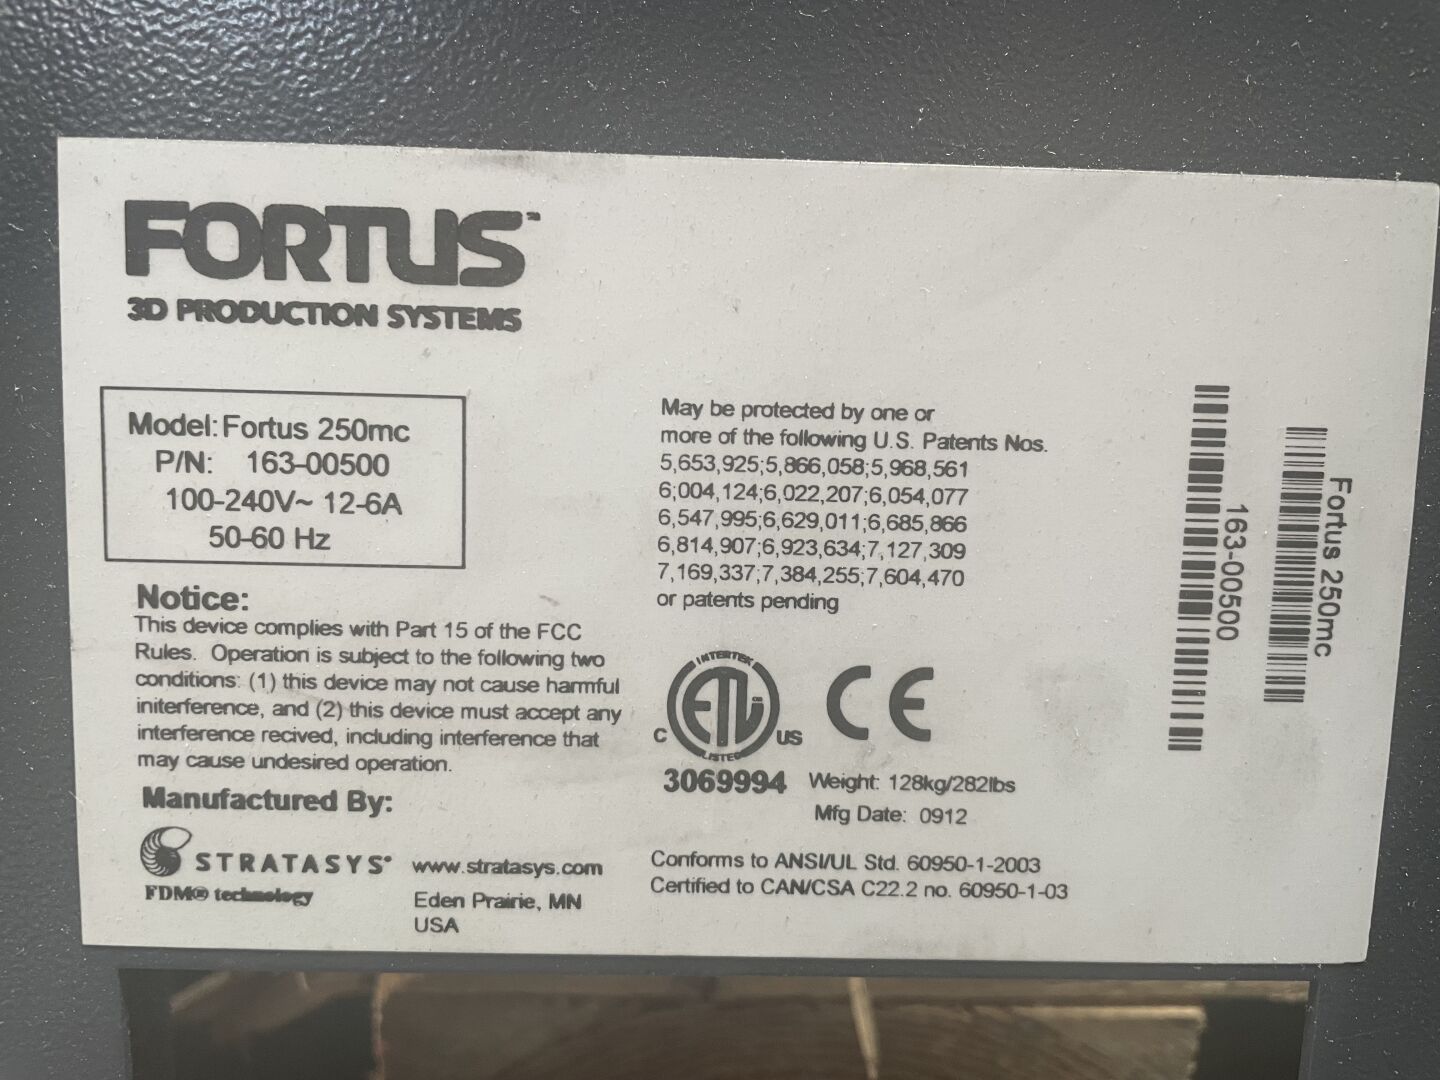 FORTUS™
3D PRODUCTION SYSTEMS
Model: Fortus 250mc
P/N: 163-00500
100-240V~ 12-6A
50-60 Hz
Notice:
This device complies with Part 15 of the FCC
Rules. Operation is subject to the following two
conditions: (1) this device may not cause harmful
initerference, and (2) this device must accept any
interference recived, including interference that
may cause undesired operation.
Manufactured By:
STRATASYS®
FDM® technology
www.stratasys.com
Eden Prairie, MN
USA
May be protected by one or
more of the following U.S. Patents Nos.
5,653,925;5,866,058;5,968,561
6;004,124;6,022,207;6,054,077
6,547,995;6,629,011;6,685,866
6,814,907;6,923,634;7,127,309
7,169,337;7,384,255;7,604,470
or patents pending
INTERTEK
ETL
LISTED
C US
CE
3069994
Weight: 128kg/282lbs
Mfg Date: 0912
Conforms to ANSI/UL Std. 60950-1-2003
Certified to CAN/CSA C22.2 no. 60950-1-03
163-00500
Fortus 250mc